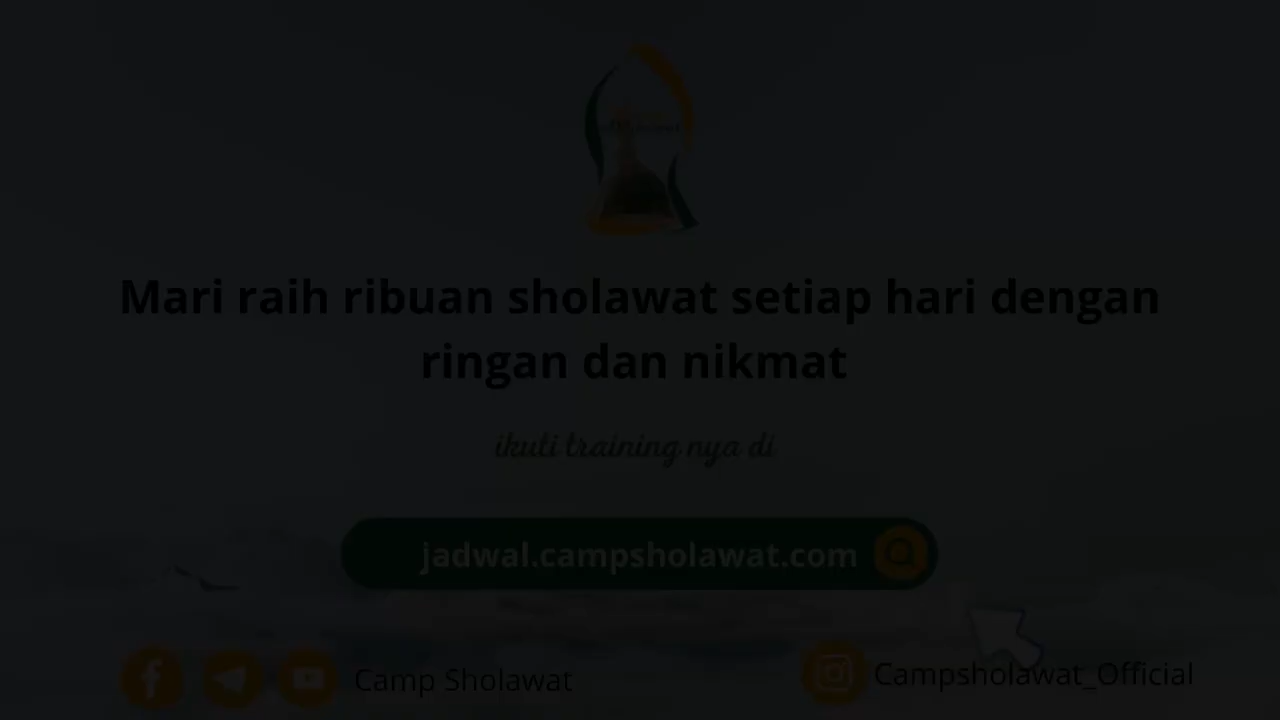 Mari raih ribuan sholawat setiap hari dengan
ringan dan nikmat
ikuti training nya di
jadwal.campsholawat.com
Camp Sholawat
Campsholawat_Official